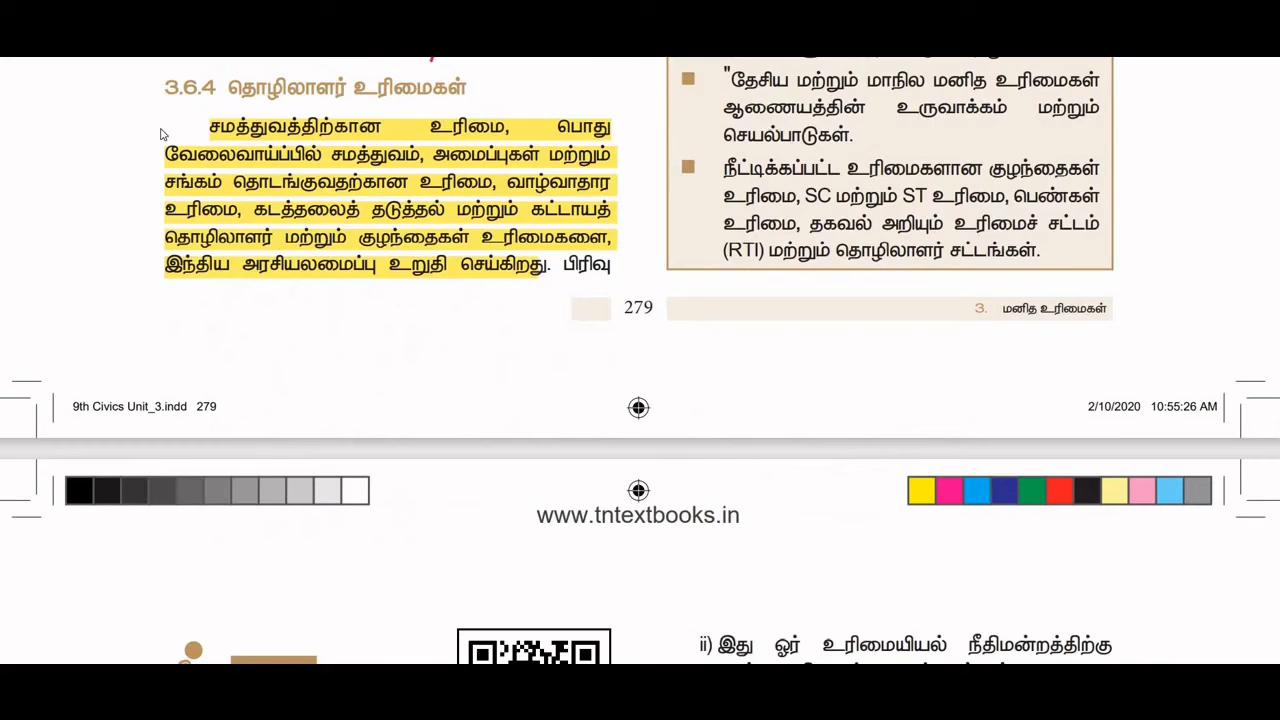 3.6.4 தொழிலாளர் உரிமைகள்
சமத்துவத்திற்கான உரிமை, பொது
வேலைவாய்ப்பில் சமத்துவம், அமைப்புகள் மற்றும்
சங்கம் தொடங்குவதற்கான உரிமை, வாழ்வாதார
உரிமை, கடத்தலைத் தடுத்தல் மற்றும் கட்டாயத்
தொழிலாளர் மற்றும் குழந்தைகள் உரிமைகளை,
இந்திய அரசியலமைப்பு உறுதி செய்கிறது. பிரிவு
"தேசிய மற்றும் மாநில மனித உரிமைகள்
ஆணையத்தின் உருவாக்கம் மற்றும்
செயல்பாடுகள்.
நீட்டிக்கப்பட்ட உரிமைகளான குழந்தைகள்
உரிமை, SC மற்றும் ST உரிமை, பெண்கள்
உரிமை, தகவல் அறியும் உரிமைச் சட்டம்
(RTI) மற்றும் தொழிலாளர் சட்டங்கள்.
279
3. மனித உரிமைகள்
9th Civics Unit_3.indd 279
2/10/2020 10:55:26 AM
www.tntextbooks.in
ii) இது ஓர் உரிமையியல் நீதிமன்றத்திற்கு